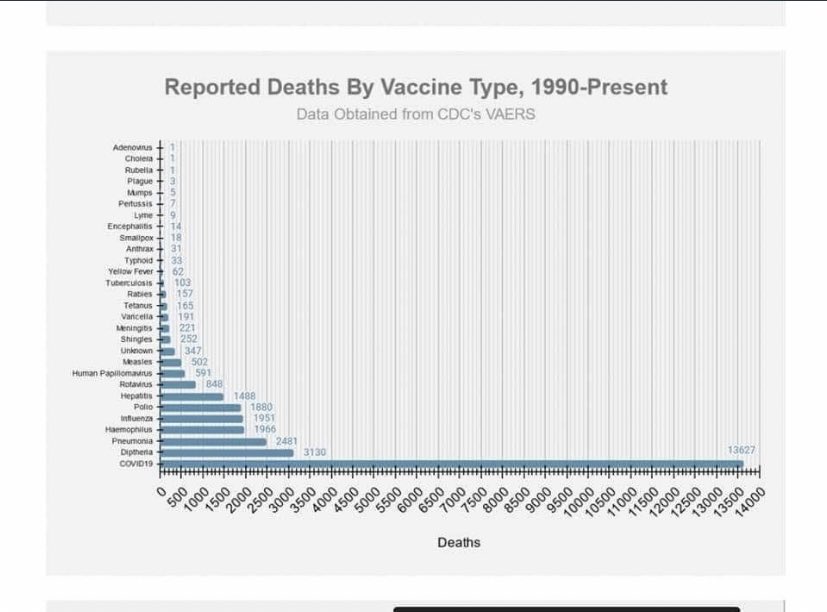 Reported Deaths By Vaccine Type, 1990-Present
Data Obtained from CDC's VAERS
Adenovirus 1
Cholera 1
Rubella 1
Plague 3
Mumps 5
Pertussis 7
Lyme 9
Encephalitis 14
Smallpox 18
Anthrax 31
Typhoid 33
Yellow Fever 62
Tuberculosis 103
Rabies 157
Tetanus 165
Varicella 191
Meningitis 221
Shingles 252
Unknown 347
Measles 502
Human Papillomavirus 591
Rotavirus 848
Hepatitis 1488
Polio 1880
Influenza 1951
Haemophilus 1966
Pneumonia 2481
Diptheria 3130
COVID19 13627
0 500 1000 1500 2000 2500 3000 3500 4000 4500 5000 5500 6000 6500 7000 7500 8000 8500 9000 9500 10000 10500 11000 11500 12000 12500 13000 13500 14000
Deaths